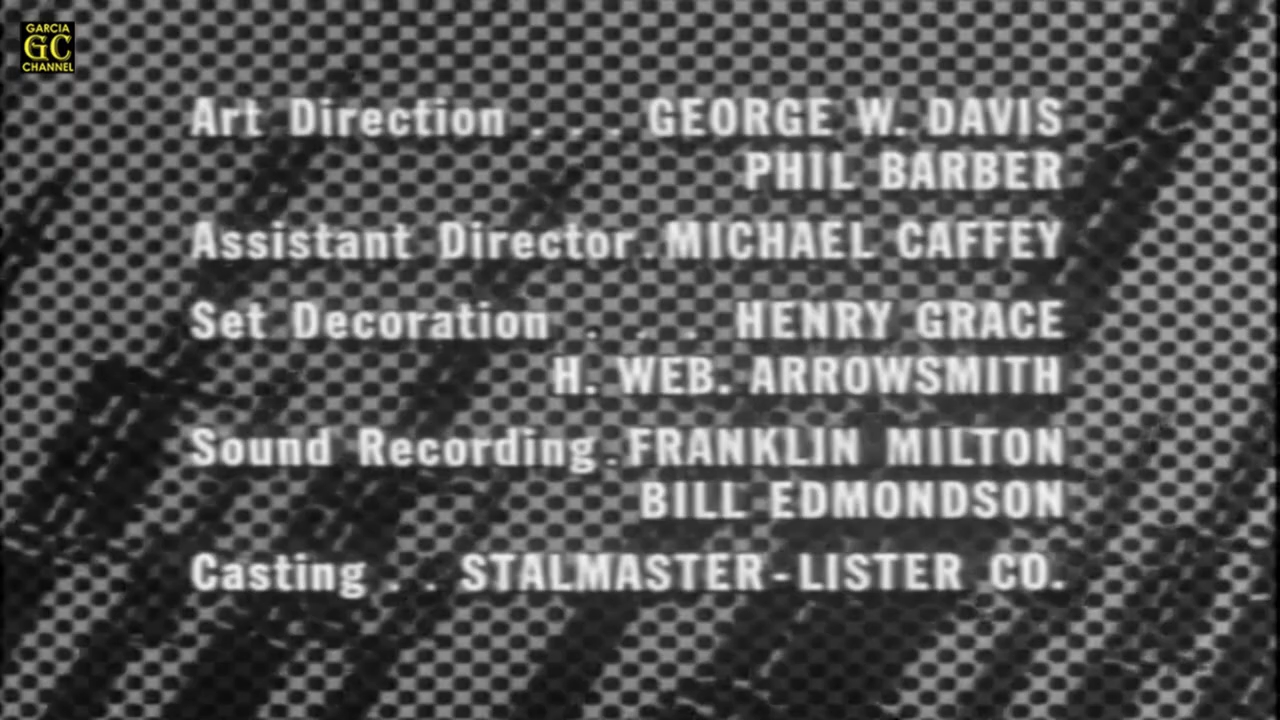 GARCIA
GC
CHANNEL
Art Direction . . . GEORGE W. DAVIS
PHIL BARBER
Assistant Director . MICHAEL CAFFEY
Set Decoration . . . HENRY GRACE
H. WEB. ARROWSMITH
Sound Recording . FRANKLIN MILTON
BILL EDMONDSON
Casting . . STALMASTER-LISTER CO.